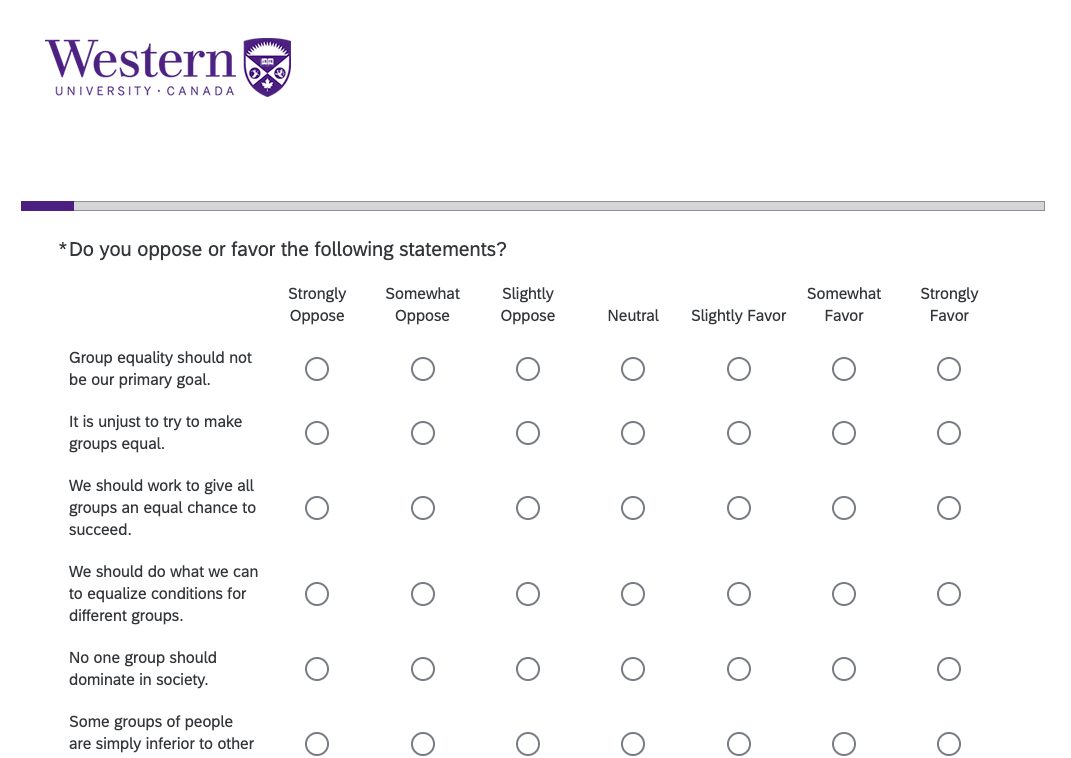 Western
UNIVERSITY · CANADA
*Do you oppose or favor the following statements?
Strongly Oppose
Somewhat Oppose
Slightly Oppose
Neutral
Slightly Favor
Somewhat Favor
Strongly Favor
Group equality should not
be our primary goal.
It is unjust to try to make
groups equal.
We should work to give all
groups an equal chance to
succeed.
We should do what we can
to equalize conditions for
different groups.
No one group should
dominate in society.
Some groups of people
are simply inferior to other